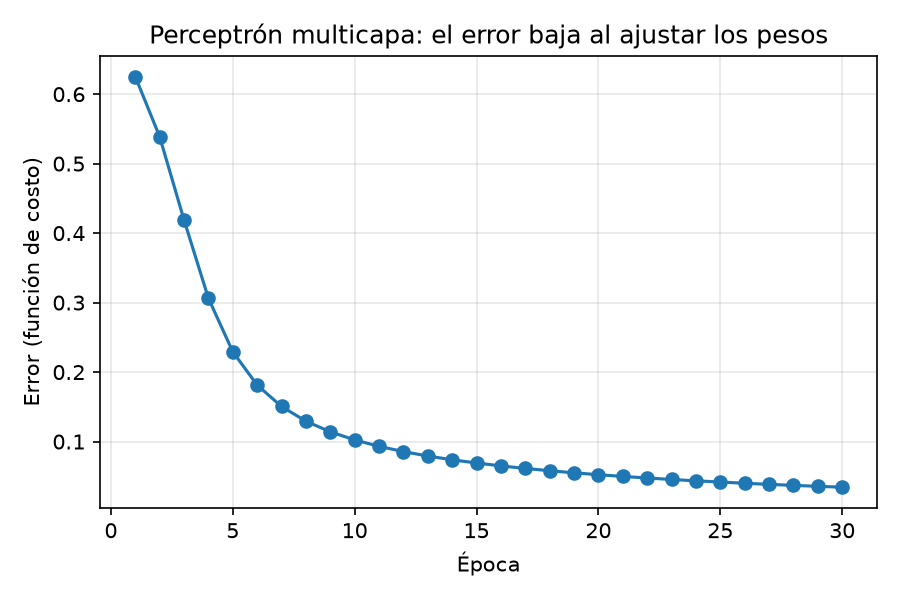 Perceptrón multicapa: el error baja al ajustar los pesos
Error (función de costo)
0.6
0.5
0.4
0.3
0.2
0.1
0 5 10 15 20 25 30
Época